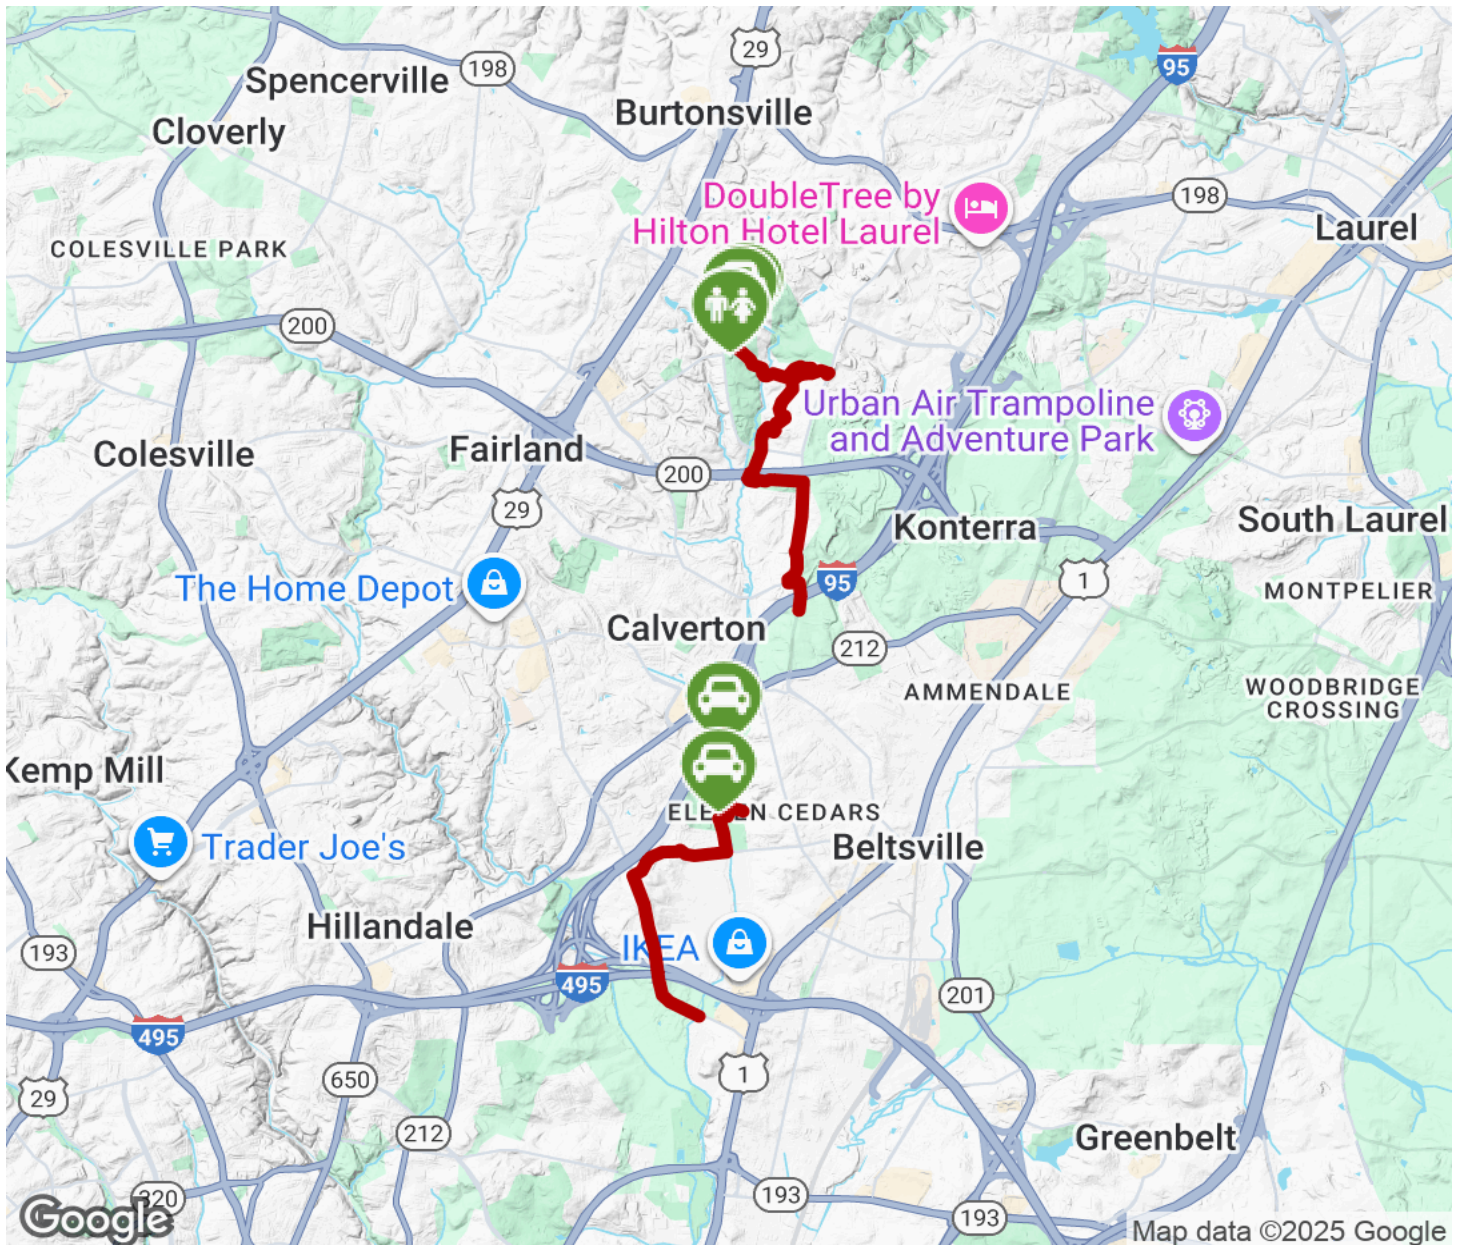 29
95
198
Spencerville
Burtonsville
Cloverly
DoubleTree by
Hilton Hotel Laurel
198
Laurel
COLESVILLE PARK
200
Urban Air Trampoline
and Adventure Park
Colesville
Fairland
200
29
Konterra
South Laurel
The Home Depot
95
1
MONTPELIER
Calverton
212
AMMENDALE
WOODBRIDGE
CROSSING
Kemp Mill
CEDARS
Trader Joe's
Beltsville
Hillandale
193
IKEA
495
201
495
650
1
29
212
Greenbelt
320
193
193
Google
Map data ©2025 Google